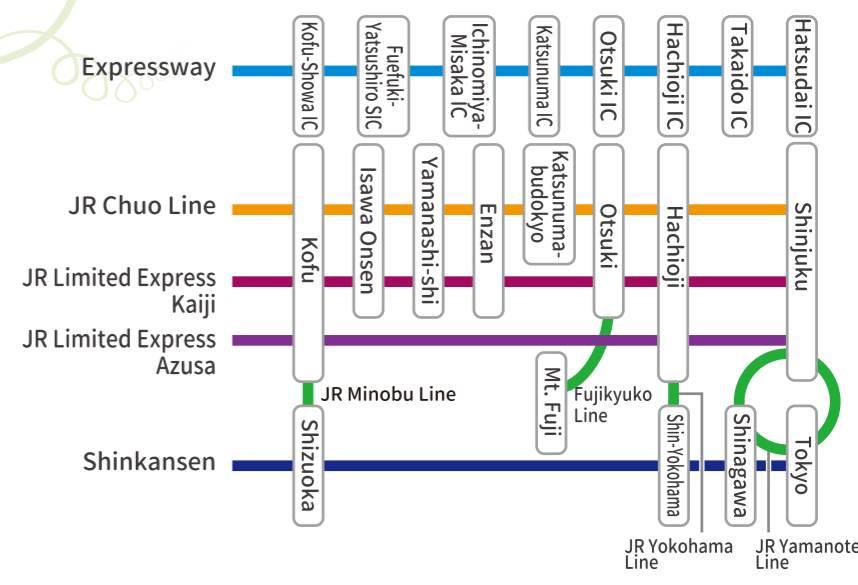 Expressway
Kofu-Showa IC
Fuefuki-
Yatsushiro SIC
Ichinomiya-
Misaka IC
Katsunuma IC
Otsuki IC
Hachioji IC
Takaido IC
Hatsudai IC
JR Chuo Line
Kofu
Isawa Onsen
Yamanashi-shi
Enzan
Katsunuma-
budokyo
Otsuki
Hachioji
Shinjuku
JR Limited Express
Kaiji
JR Limited Express
Azusa
JR Minobu Line
Mt. Fuji
Fujikyuko
Line
Shinkansen
Shizuoka
Shin-Yokohama
Shinagawa
Tokyo
JR Yokohama
Line
JR Yamanote
Line